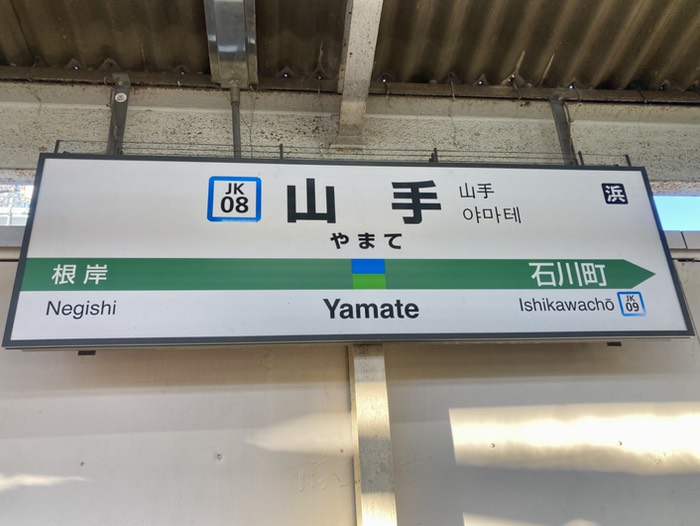 JK
08
山手
やまて
山手
야마테
浜
根岸
石川町
Negishi
Yamate
Ishikawachō
JK
09